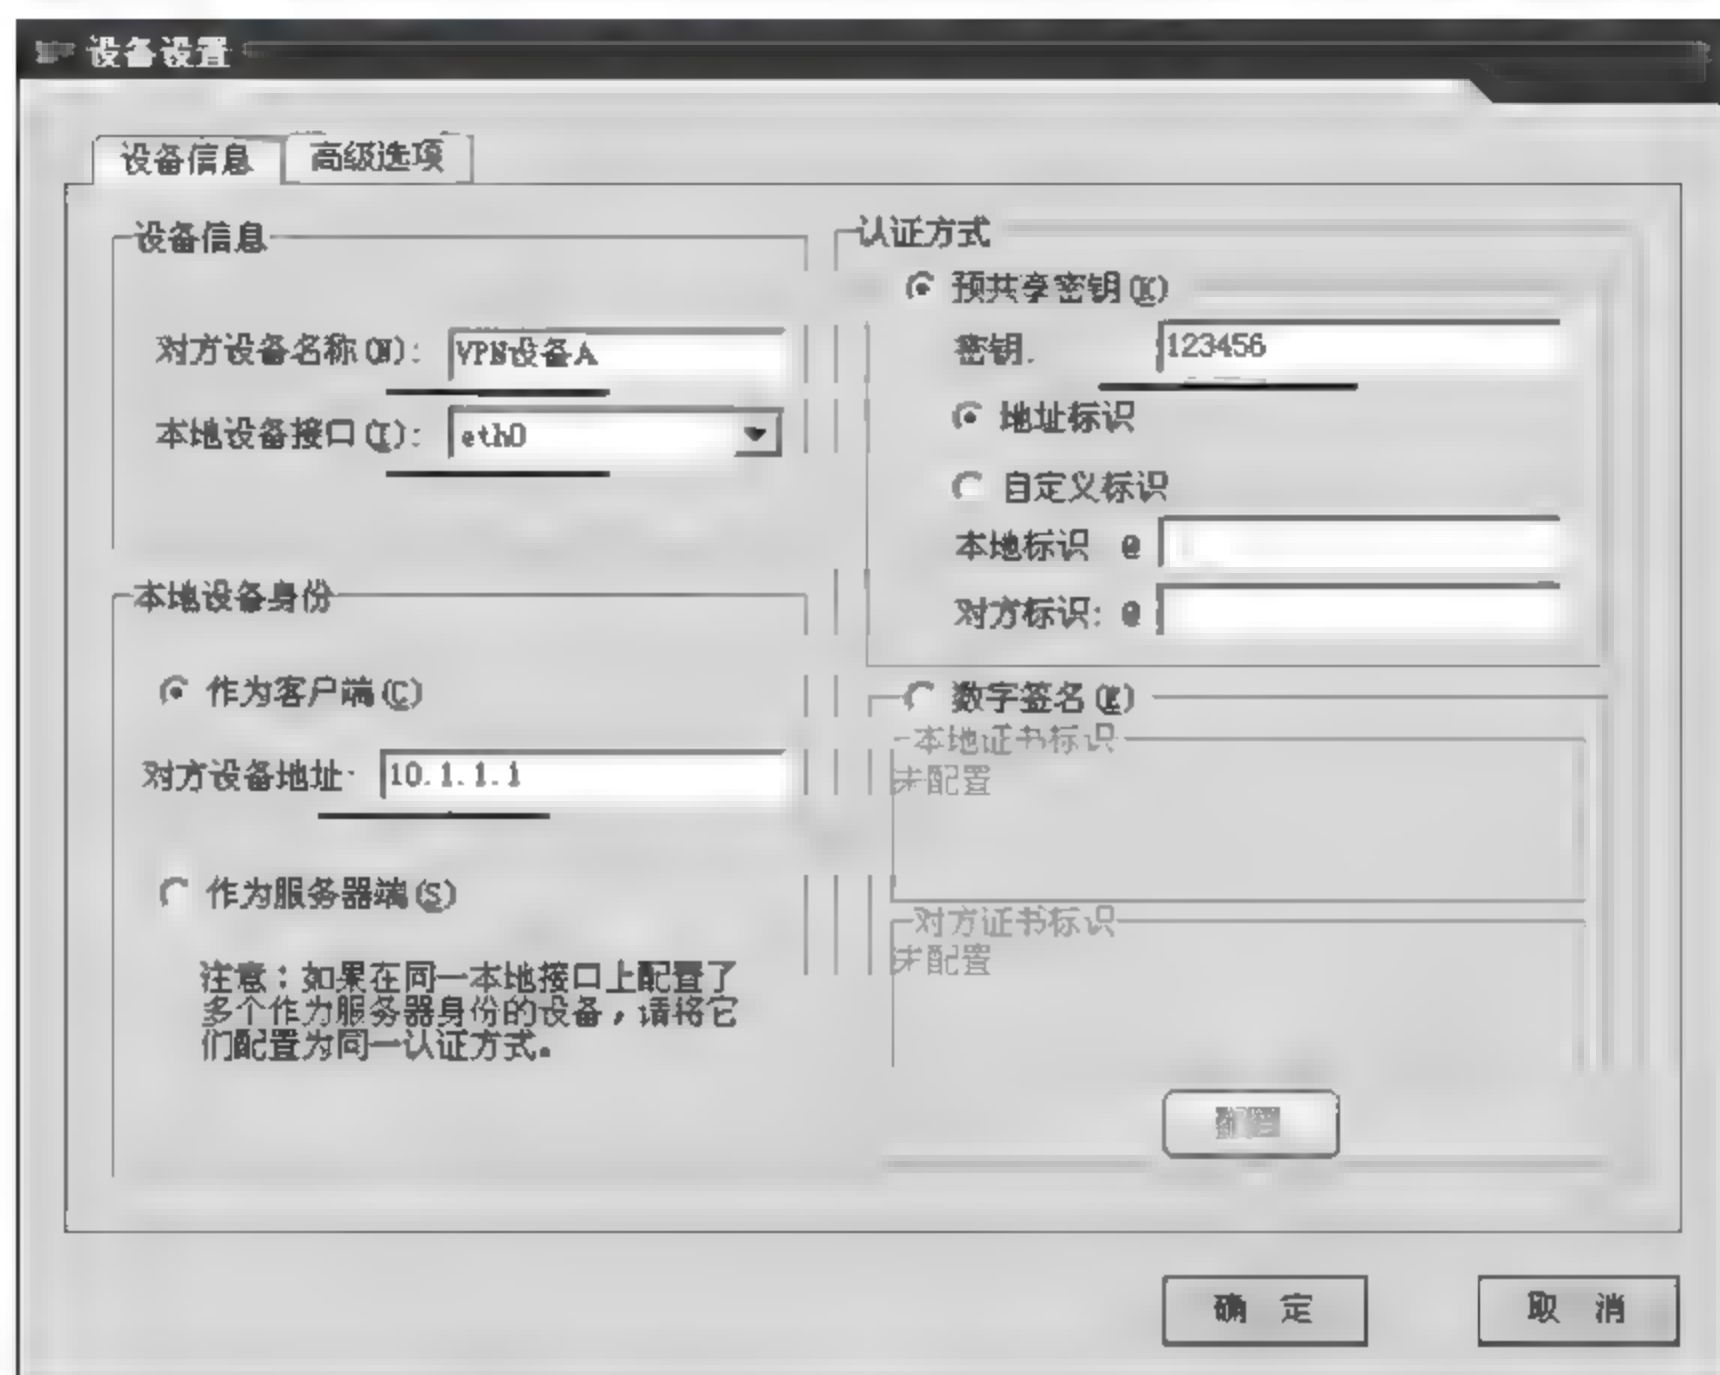 设备设置
设备信息 高级选项
设备信息
对方设备名称(N): VPN设备A
本地设备接口(I): eth0
本地设备身份
作为客户端(C)
对方设备地址: 10.1.1.1
作为服务器端(S)
注意:如果在同一本地接口上配置了
多个作为服务器身份的设备,请将它
们配置为同一认证方式。
认证方式
预共享密钥(K)
密钥: 123456
地址标识
自定义标识
本地标识 @
对方标识: @
数字签名(E)
本地证书标识
未配置
对方证书标识
未配置
确 定 取 消